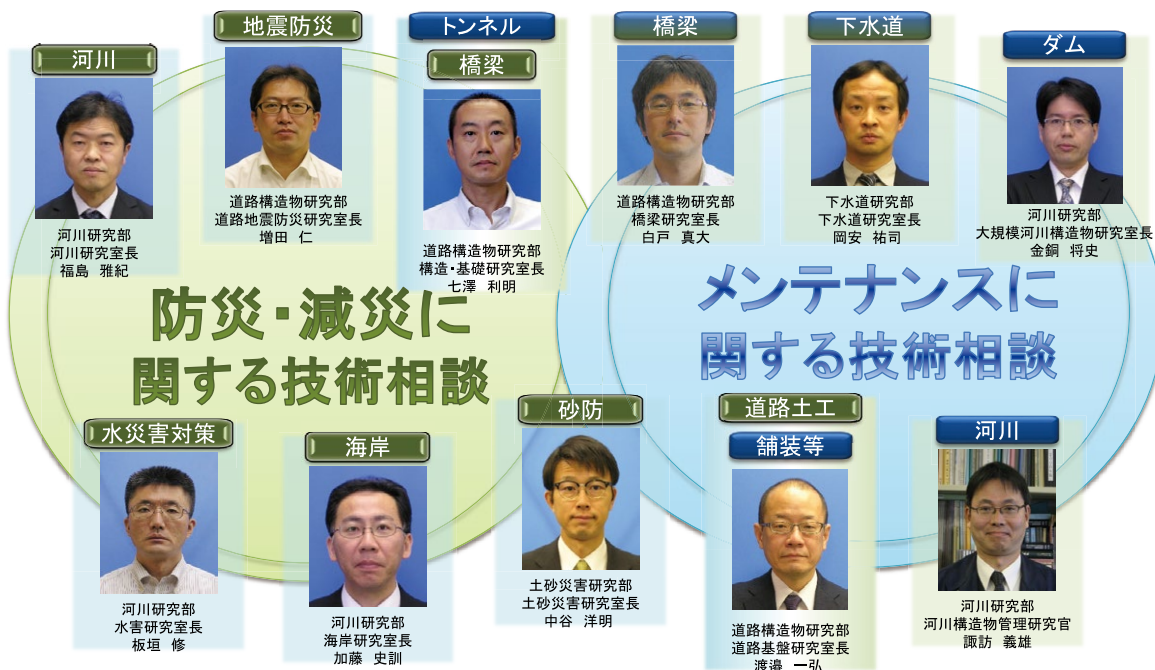 河川
河川研究部
河川研究室長
福島 雅紀
地震防災
道路構造物研究部
道路地震防災研究室長
増田 仁
トンネル
橋梁
道路構造物研究部
構造・基礎研究室長
七澤 利明
橋梁
道路構造物研究部
橋梁研究室長
白戸 真大
下水道
下水道研究部
下水道研究室長
岡安 祐司
ダム
河川研究部
大規模河川構造物研究室長
金銅 将史
防災・減災に
関する技術相談
メンテナンスに
関する技術相談
水災害対策
河川研究部
水害研究室長
板垣 修
海岸
河川研究部
海岸研究室長
加藤 史訓
砂防
土砂災害研究部
土砂災害研究室長
中谷 洋明
道路土工
舗装等
道路構造物研究部
道路基盤研究室長
渡邉 一弘
河川
河川研究部
河川構造物管理研究官
諏訪 義雄